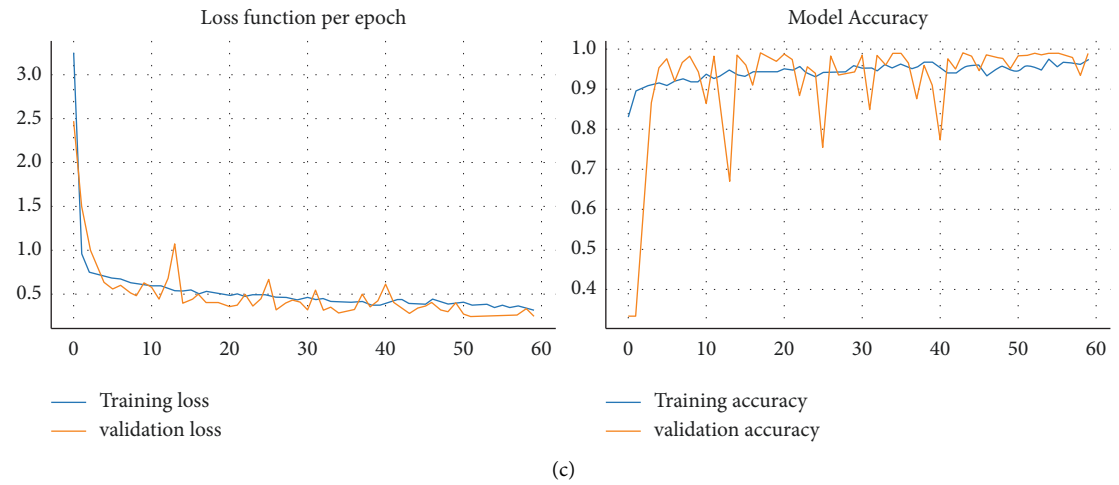 Loss function per epoch
3.0
2.5
2.0
1.5
1.0
0.5
0 10 20 30 40 50 60
Training loss
validation loss
Model Accuracy
1.0
0.9
0.8
0.7
0.6
0.5
0.4
0 10 20 30 40 50 60
Training accuracy
validation accuracy
(c)